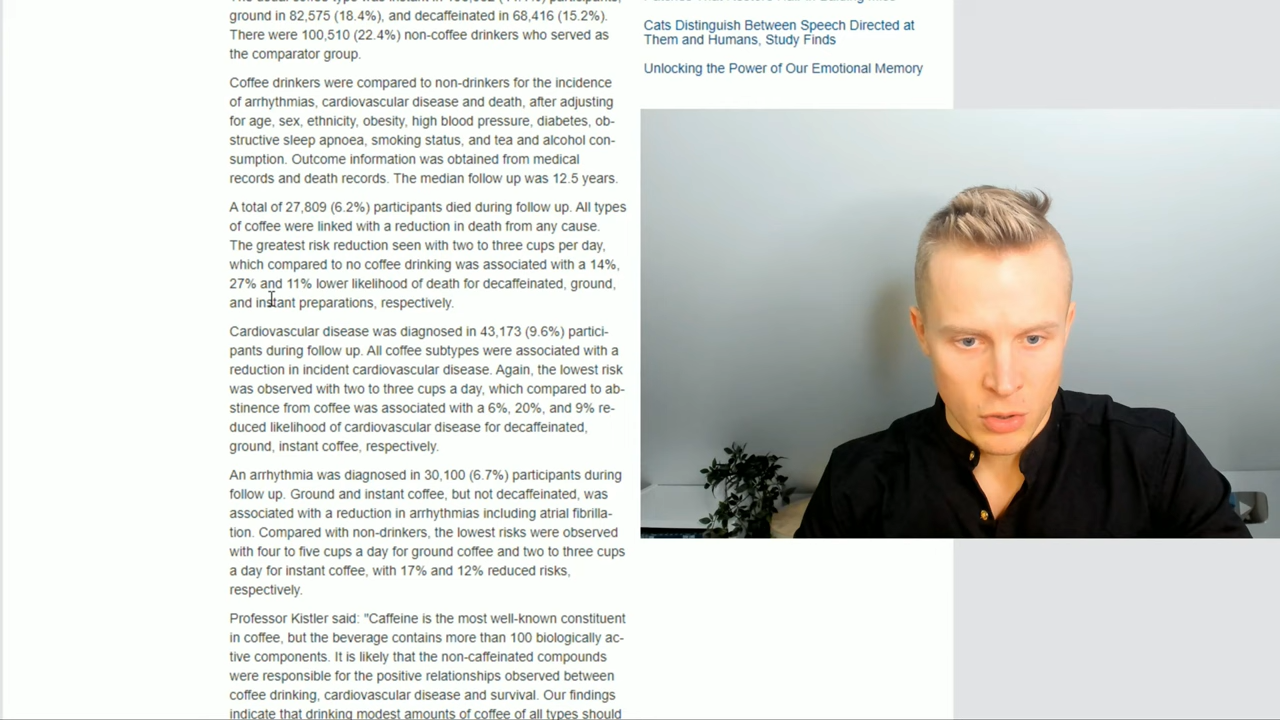 ground in 82,575 (18.4%), and decaffeinated in 68,416 (15.2%).
There were 100,510 (22.4%) non-coffee drinkers who served as
the comparator group.
Coffee drinkers were compared to non-drinkers for the incidence
of arrhythmias, cardiovascular disease and death, after adjusting
for age, sex, ethnicity, obesity, high blood pressure, diabetes, ob-
structive sleep apnoea, smoking status, and tea and alcohol con-
sumption. Outcome information was obtained from medical
records and death records. The median follow up was 12.5 years.
A total of 27,809 (6.2%) participants died during follow up. All types
of coffee were linked with a reduction in death from any cause.
The greatest risk reduction seen with two to three cups per day,
which compared to no coffee drinking was associated with a 14%,
27% and 11% lower likelihood of death for decaffeinated, ground,
and instant preparations, respectively.
Cardiovascular disease was diagnosed in 43,173 (9.6%) partici-
pants during follow up. All coffee subtypes were associated with a
reduction in incident cardiovascular disease. Again, the lowest risk
was observed with two to three cups a day, which compared to ab-
stinence from coffee was associated with a 6%, 20%, and 9% re-
duced likelihood of cardiovascular disease for decaffeinated,
ground, instant coffee, respectively.
An arrhythmia was diagnosed in 30,100 (6.7%) participants during
follow up. Ground and instant coffee, but not decaffeinated, was
associated with a reduction in arrhythmias including atrial fibrilla-
tion. Compared with non-drinkers, the lowest risks were observed
with four to five cups a day for ground coffee and two to three cups
a day for instant coffee, with 17% and 12% reduced risks,
respectively.
Professor Kistler said: "Caffeine is the most well-known constituent
in coffee, but the beverage contains more than 100 biologically ac-
tive components. It is likely that the non-caffeinated compounds
were responsible for the positive relationships observed between
coffee drinking, cardiovascular disease and survival. Our findings
indicate that drinking modest amounts of coffee of all types should
Cats Distinguish Between Speech Directed at
Them and Humans, Study Finds
Unlocking the Power of Our Emotional Memory